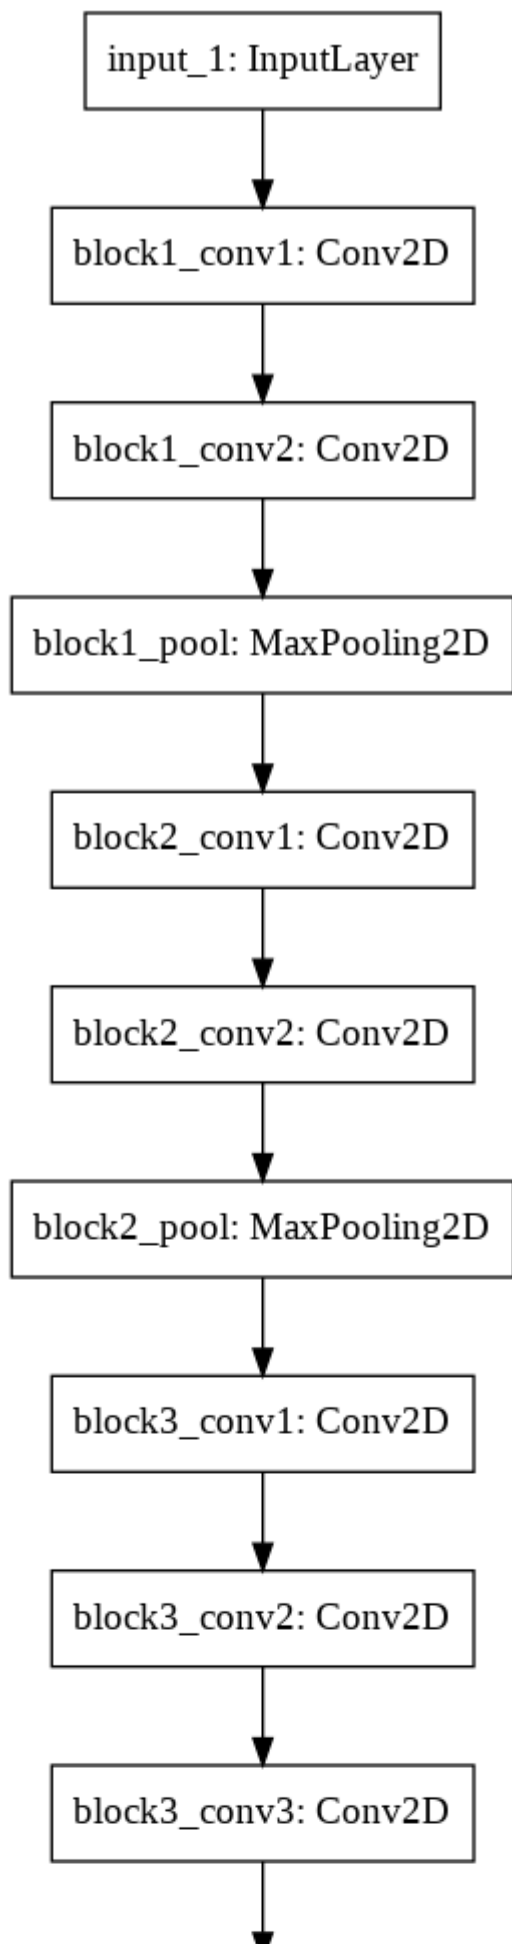 input_1: InputLayer
block1_conv1: Conv2D
block1_conv2: Conv2D
block1_pool: MaxPooling2D
block2_conv1: Conv2D
block2_conv2: Conv2D
block2_pool: MaxPooling2D
block3_conv1: Conv2D
block3_conv2: Conv2D
block3_conv3: Conv2D